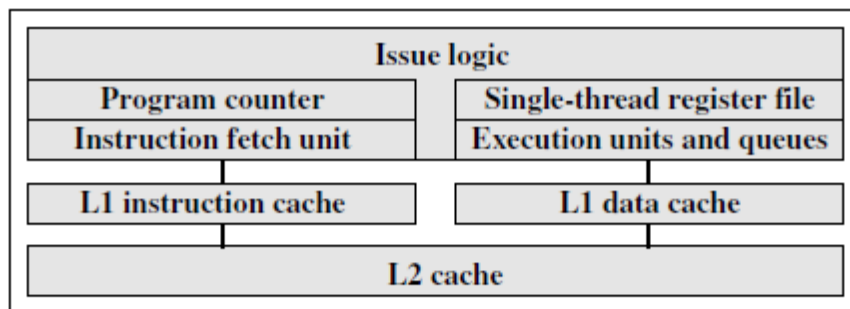 Issue logic
Program counter
Single-thread register file
Instruction fetch unit
Execution units and queues
L1 instruction cache
L1 data cache
L2 cache